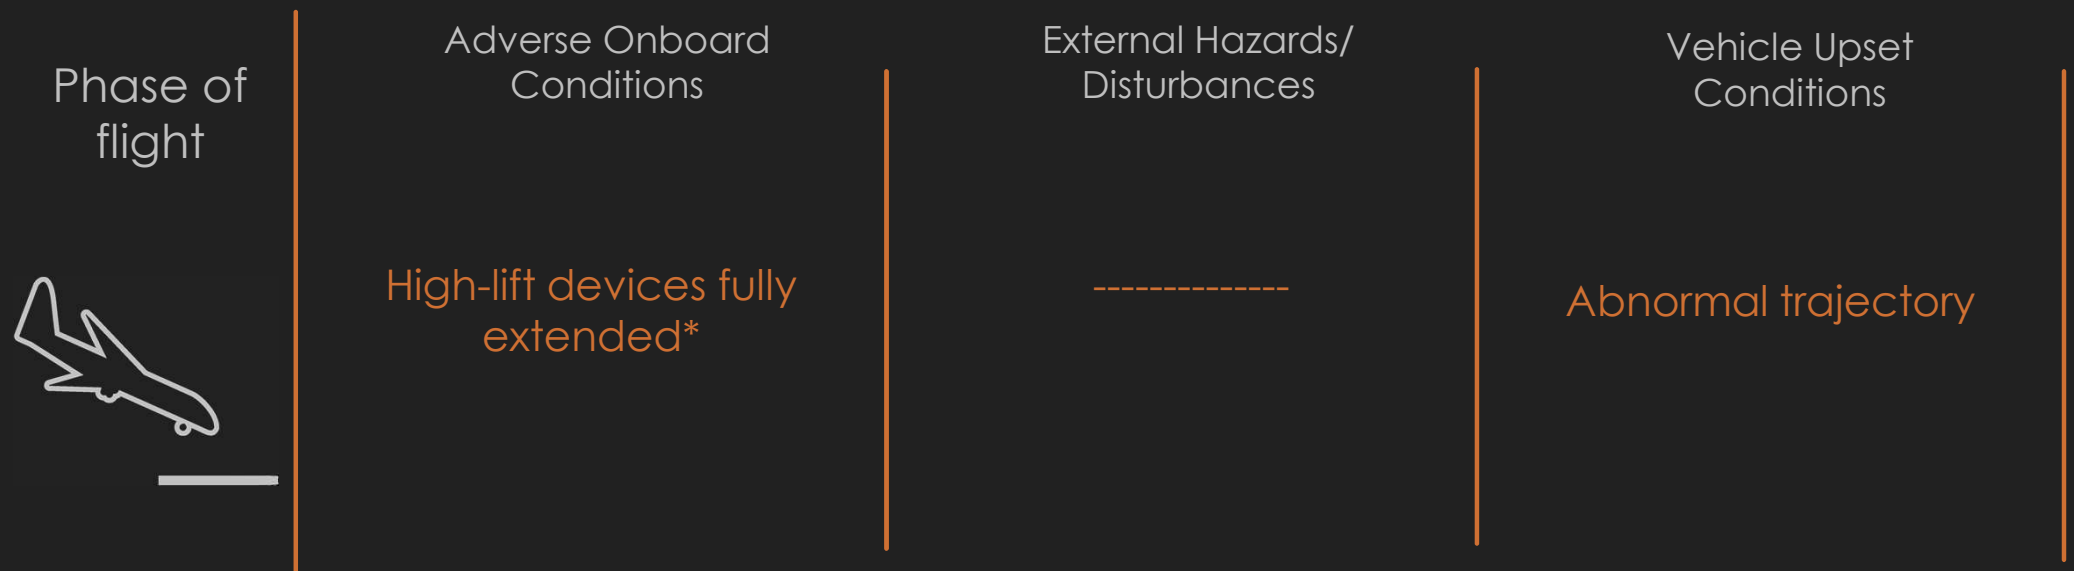 Phase of
flight
Adverse Onboard
Conditions
External Hazards/
Disturbances
Vehicle Upset
Conditions
High-lift devices fully
extended*
--------------
Abnormal trajectory